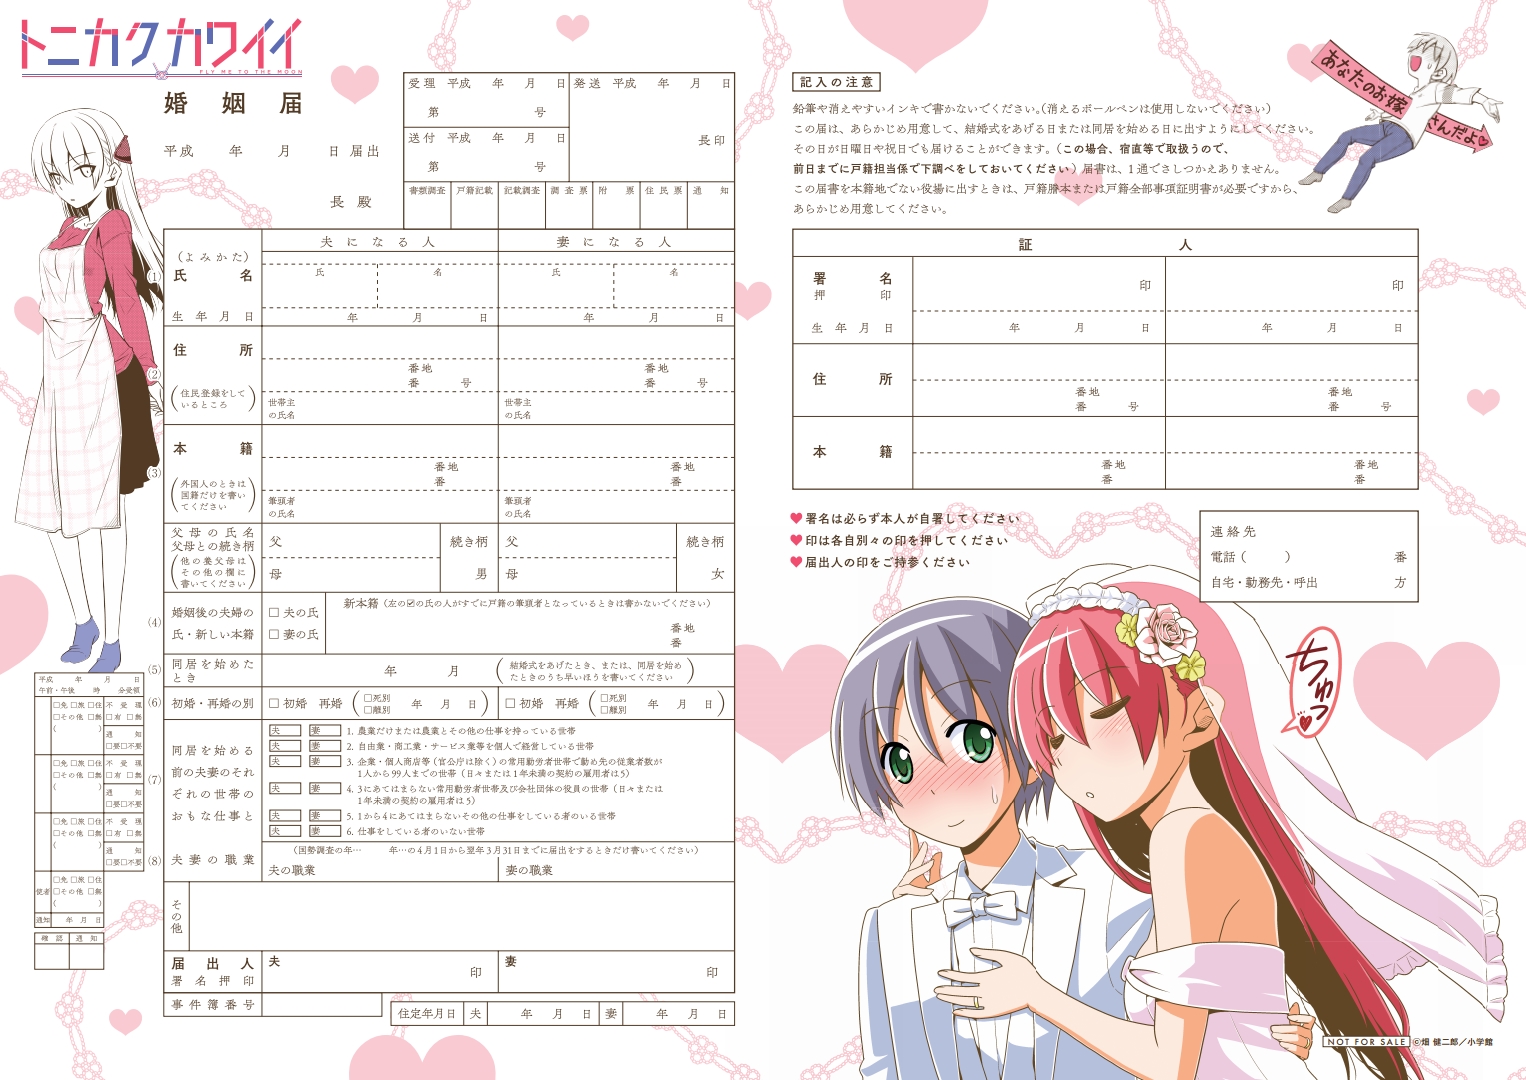 トニカクカワイイ
FLY ME TO THE MOON
婚姻届
平成 年 月 日 届出
長 殿
受理 平成 年 月 日
第 号
送付 平成 年 月 日
第 号
発送 平成 年 月 日
長印
書類調査 戸籍記載 記載調査 調査票 附票 住民票 通知
夫になる人 妻になる人
(1)
(よみかた)
氏名
氏 名 氏 名
生年月日
年 月 日 年 月 日
(2)
住所
(住民登録をしているところ)
番地 番地
番 号 番 号
世帯主の氏名 世帯主の氏名
(3)
本籍
(外国人のときは国籍だけを書いてください)
番地 番地
番 番
筆頭者の氏名 筆頭者の氏名
父母の氏名
父母との続き柄
(他の養父母はその他の欄に書いてください)
父 続き柄 父 続き柄
母 男 母 女
(4)
婚姻後の夫婦の
氏・新しい本籍
□夫の氏
□妻の氏
新本籍(左の☑の氏の人がすでに戸籍の筆頭者となっているときは書かないでください)
番地
番
(5)
同居を始めたとき
年 月
(結婚式をあげたとき、または、同居を始めたときのうち早いほうを書いてください)
(6)
初婚・再婚の別
□初婚 再婚(□死別 □離別 年 月 日) □初婚 再婚(□死別 □離別 年 月 日)
(7)
同居を始める
前の夫妻のそれ
ぞれの世帯の
おもな仕事と
夫 妻 1. 農業だけまたは農業とその他の仕事を持っている世帯
夫 妻 2. 自由業・商工業・サービス業等を個人で経営している世帯
夫 妻 3. 企業・個人商店等(官公庁は除く)の常用勤労者世帯で勤め先の従業者数が
1人から99人までの世帯(日々または1年未満の契約の雇用者は5)
夫 妻 4. 3にあてはまらない常用勤労者世帯及び会社団体の役員の世帯(日々または
1年未満の契約の雇用者は5)
夫 妻 5. 1から4にあてはまらないその他の仕事をしている者のいる世帯
夫 妻 6. 仕事をしている者のいない世帯
(8)
夫妻の職業
(国勢調査の年… 年…の4月1日から翌年3月31日までに届出をするときだけ書いてください)
夫の職業 妻の職業
その他
届出人
署名押印
夫 印 妻 印
事件簿番号
住定年月日 夫 年 月 日 妻 年 月 日
平成 年 月 日
午前・午後 時 分受領
□免 □旅 □住
□その他 □無
( )
不受理
□有 □無
通知
□要□不要
□免 □旅 □住
□その他 □無
( )
不受理
□有 □無
通知
□要□不要
□免 □旅 □住
□その他 □無
( )
不受理
□有 □無
通知
□要□不要
使者
□免 □旅 □住
□その他 □無
( )
通知 年 月 日
確認 通知
記入の注意
鉛筆や消えやすいインキで書かないでください。(消えるボールペンは使用しないでください)
この届は、あらかじめ用意して、結婚式をあげる日または同居を始める日に出すようにしてください。
その日が日曜日や祝日でも届けることができます。(この場合、宿直等で取扱うので、
前日までに戸籍担当係で下調べをしておいてください)届書は、1通でさしつかえありません。
この届書を本籍地でない役場に出すときは、戸籍謄本または戸籍全部事項証明書が必要ですから、
あらかじめ用意してください。
あなたのお嫁
さんだよ
証人
署名
押印
印 印
生年月日
年 月 日 年 月 日
住所
番地 番地
番 号 番 号
本籍
番地 番地
番 番
署名は必らず本人が自署してください
印は各自別々の印を押してください
届出人の印をご持参ください
連絡先
電話( ) 番
自宅・勤務先・呼出 方
ちゅっ
NOT FOR SALE ©畑 健二郎/小学館